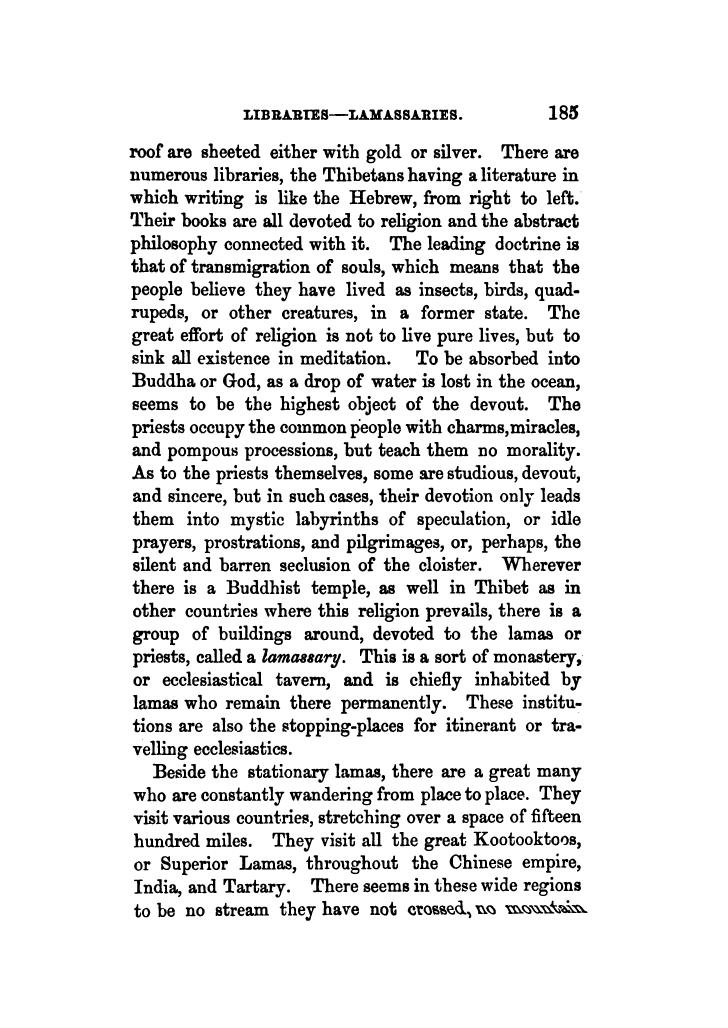 LIBRARIES—LAMASSARIES. 185
roof are sheeted either with gold or silver. There are
numerous libraries, the Thibetans having a literature in
which writing is like the Hebrew, from right to left.
Their books are all devoted to religion and the abstract
philosophy connected with it. The leading doctrine is
that of transmigration of souls, which means that the
people believe they have lived as insects, birds, quad-
rupeds, or other creatures, in a former state. The
great effort of religion is not to live pure lives, but to
sink all existence in meditation. To be absorbed into
Buddha or God, as a drop of water is lost in the ocean,
seems to be the highest object of the devout. The
priests occupy the common people with charms, miracles,
and pompous processions, but teach them no morality.
As to the priests themselves, some are studious, devout,
and sincere, but in such cases, their devotion only leads
them into mystic labyrinths of speculation, or idle
prayers, prostrations, and pilgrimages, or, perhaps, the
silent and barren seclusion of the cloister. Wherever
there is a Buddhist temple, as well in Thibet as in
other countries where this religion prevails, there is a
group of buildings around, devoted to the lamas or
priests, called a lamassary. This is a sort of monastery,
or ecclesiastical tavern, and is chiefly inhabited by
lamas who remain there permanently. These institu-
tions are also the stopping-places for itinerant or tra-
velling ecclesiastics.
Beside the stationary lamas, there are a great many
who are constantly wandering from place to place. They
visit various countries, stretching over a space of fifteen
hundred miles. They visit all the great Kootooktoos,
or Superior Lamas, throughout the Chinese empire,
India, and Tartary. There seems in these wide regions
to be no stream they have not crossed, no mountain